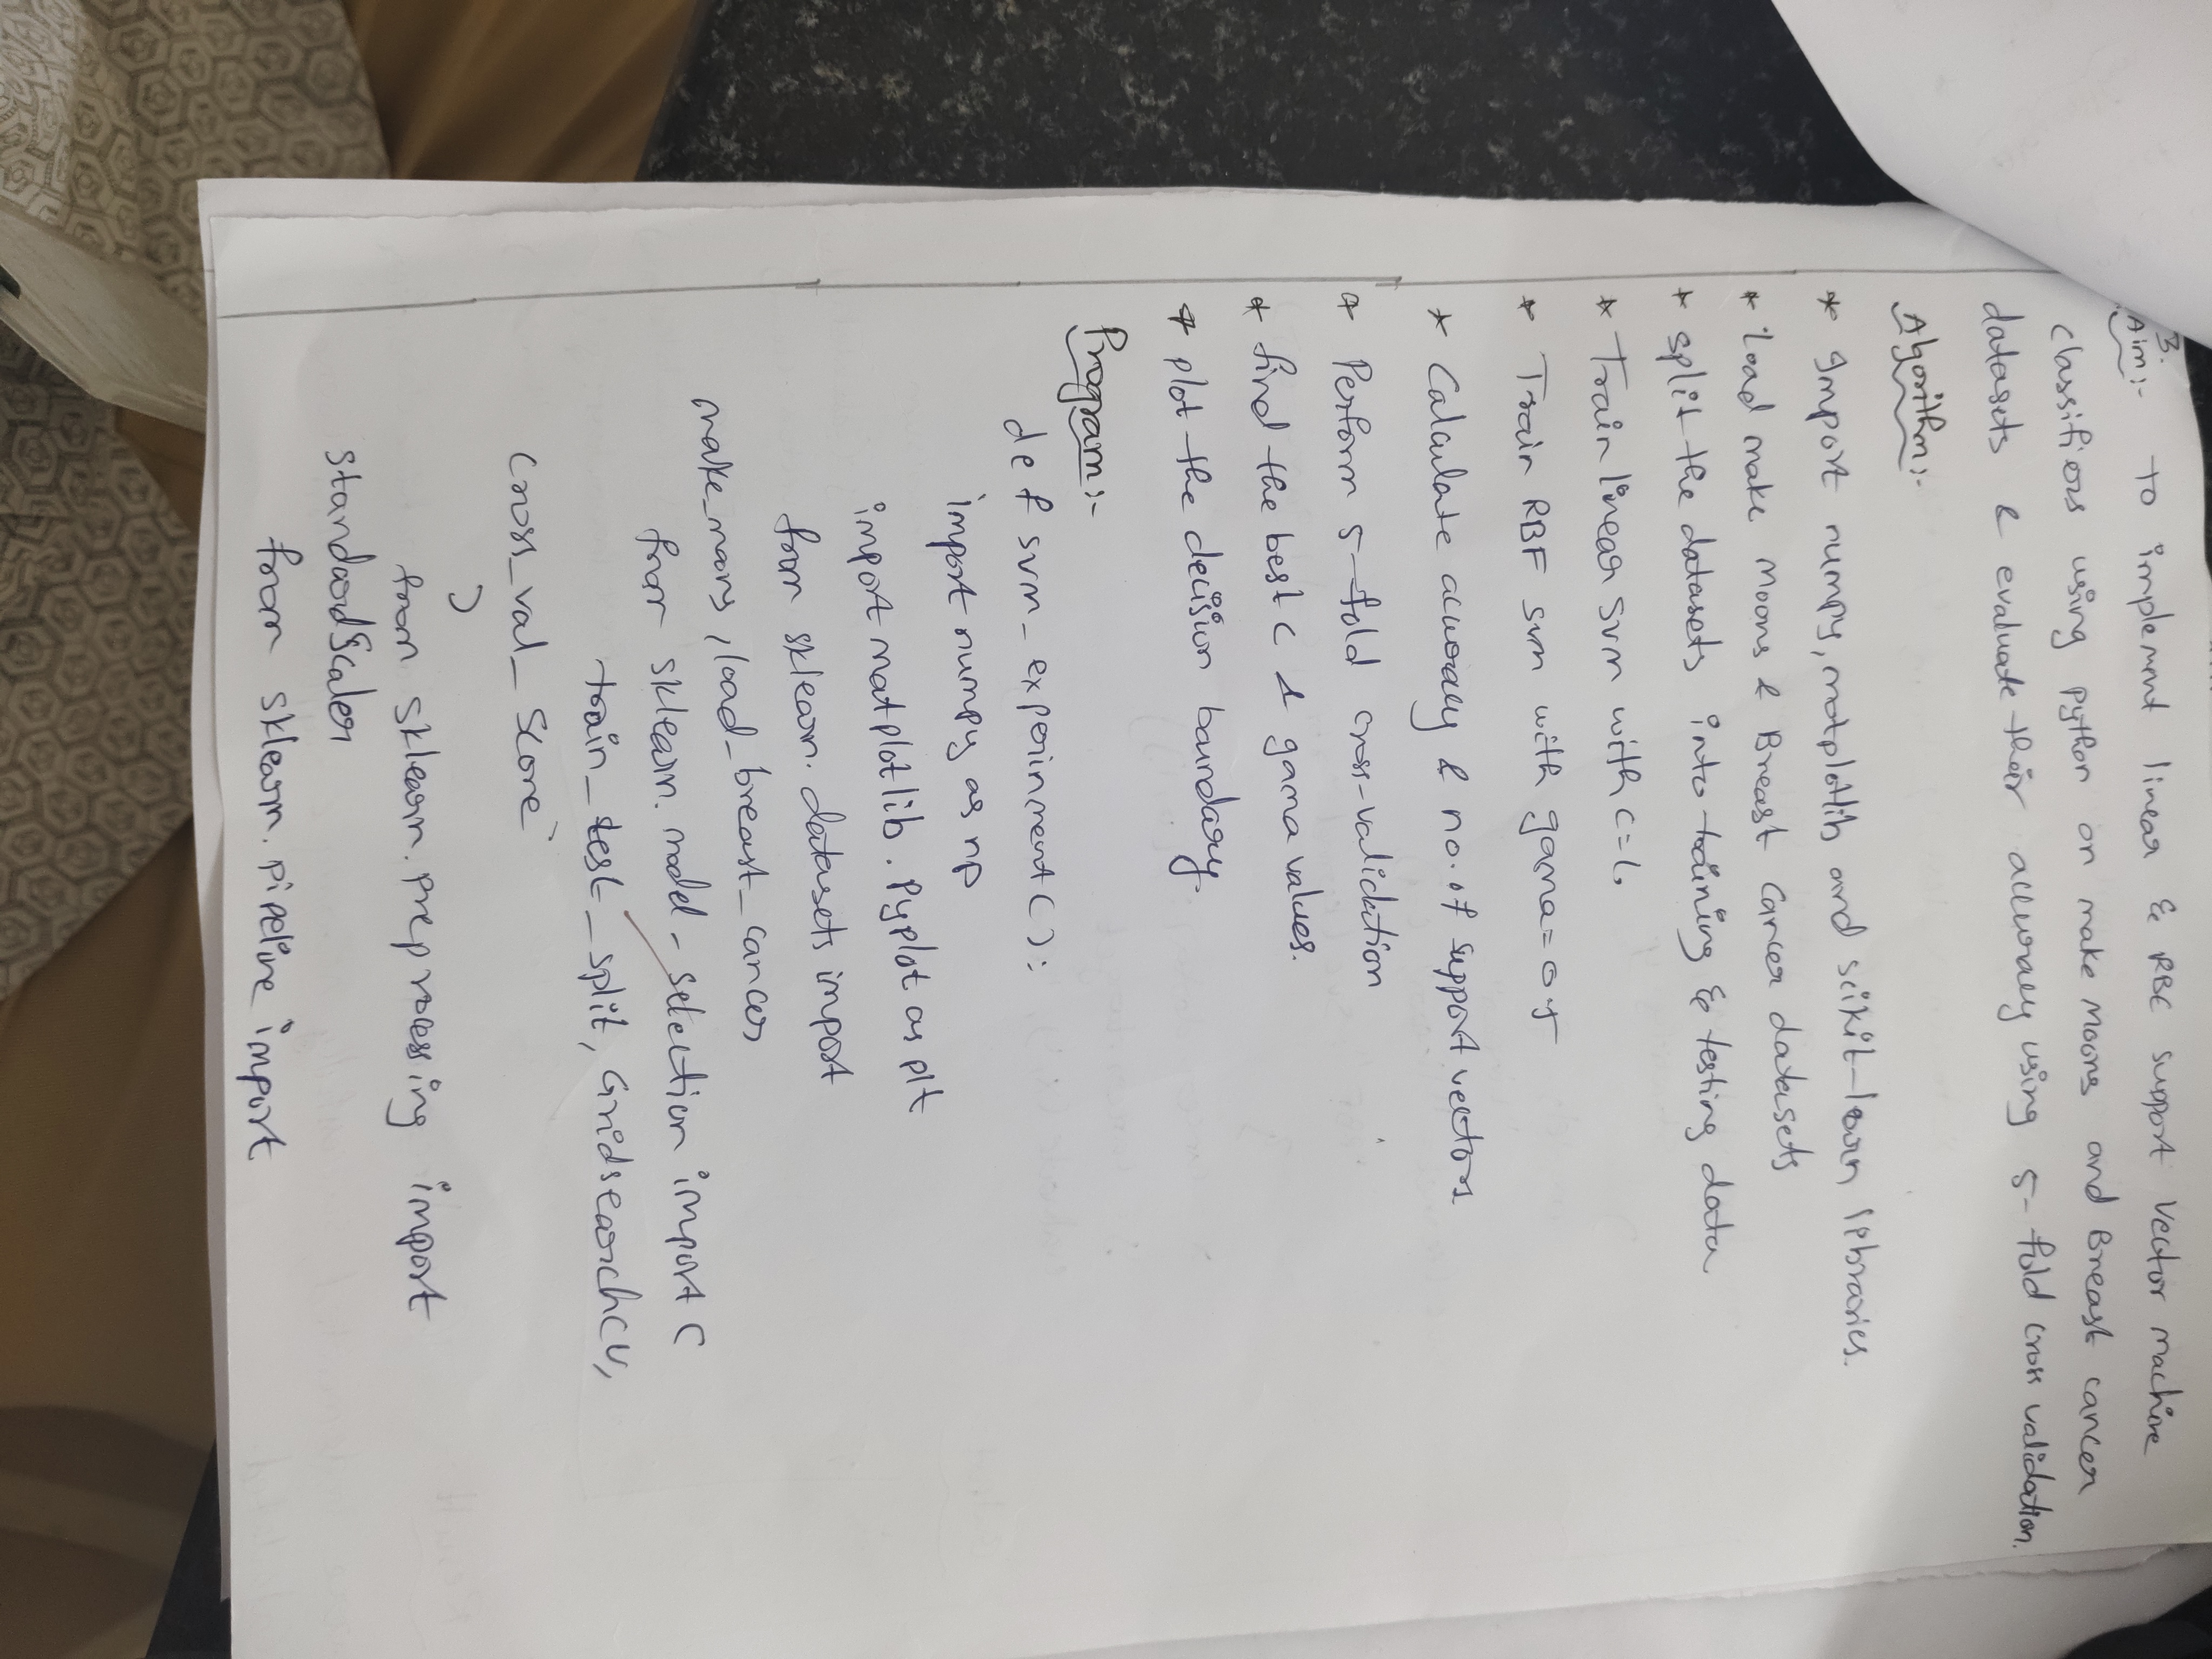 3.
Aim:- To implement linear & RBC support vector machine
classifiers using python on make moons and Breast cancer
datasets & evaluate their accuracy using 5-fold cross validation.
Algorithm:-
* Import numpy, matplotlib and scikit-learn libraries.
* Load make moons & Breast cancer datasets
* split the datasets into training & testing data
* Train linear svm with C=1.
* Train RBF svm with gama=0.5
* Calculate accuracy & no. of support vectors
* Perform 5-fold cross-validation
* find the best C & gama values.
* plot the decision boundary.
Program:-
def svm_experinment():
import numpy as np
import matplotlib.pyplot as plt
from sklearn.datasets import
make_moons, load_breast_cancer
from sklearn.model_selection import (
train_test_split, GridsearchCV,
cross_val_score
)
from sklearn.preprocessing import
StandardScaler
from sklearn.pipeline import